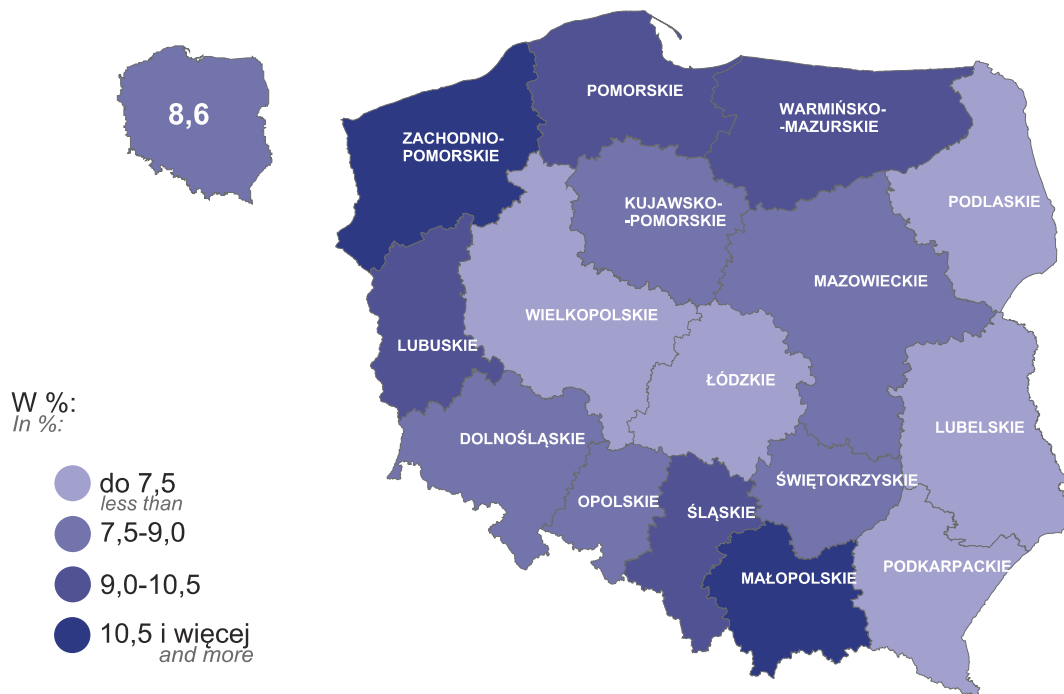 8,6
POMORSKIE
WARMIŃSKO-
-MAZURSKIE
ZACHODNIO-
POMORSKIE
PODLASKIE
KUJAWSKO-
-POMORSKIE
MAZOWIECKIE
WIELKOPOLSKIE
LUBUSKIE
ŁÓDZKIE
LUBELSKIE
DOLNOŚLĄSKIE
ŚWIĘTOKRZYSKIE
OPOLSKIE
ŚLĄSKIE
PODKARPACKIE
MAŁOPOLSKIE
W %:
In %:
do 7,5
less than
7,5-9,0
9,0-10,5
10,5 i więcej
and more